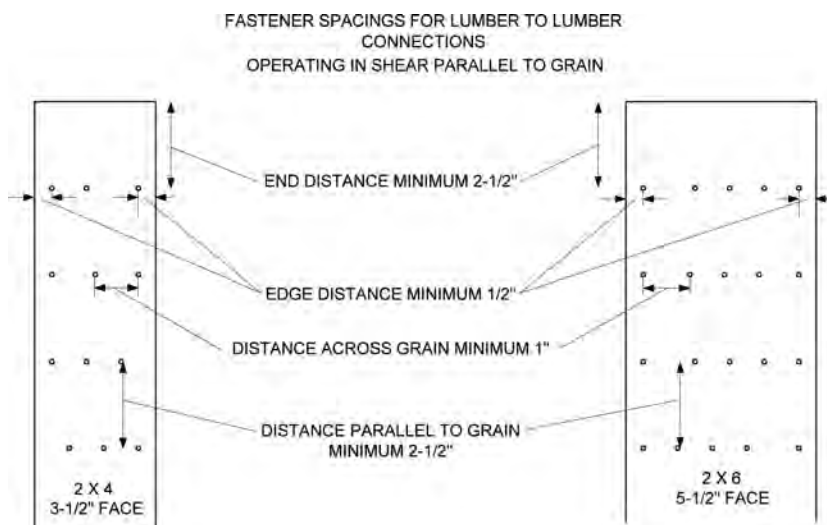 FASTENER SPACINGS FOR LUMBER TO LUMBER
CONNECTIONS
OPERATING IN SHEAR PARALLEL TO GRAIN
END DISTANCE MINIMUM 2-1/2"
EDGE DISTANCE MINIMUM 1/2"
DISTANCE ACROSS GRAIN MINIMUM 1"
DISTANCE PARALLEL TO GRAIN
MINIMUM 2-1/2"
2 X 4
3-1/2" FACE
2 X 6
5-1/2" FACE